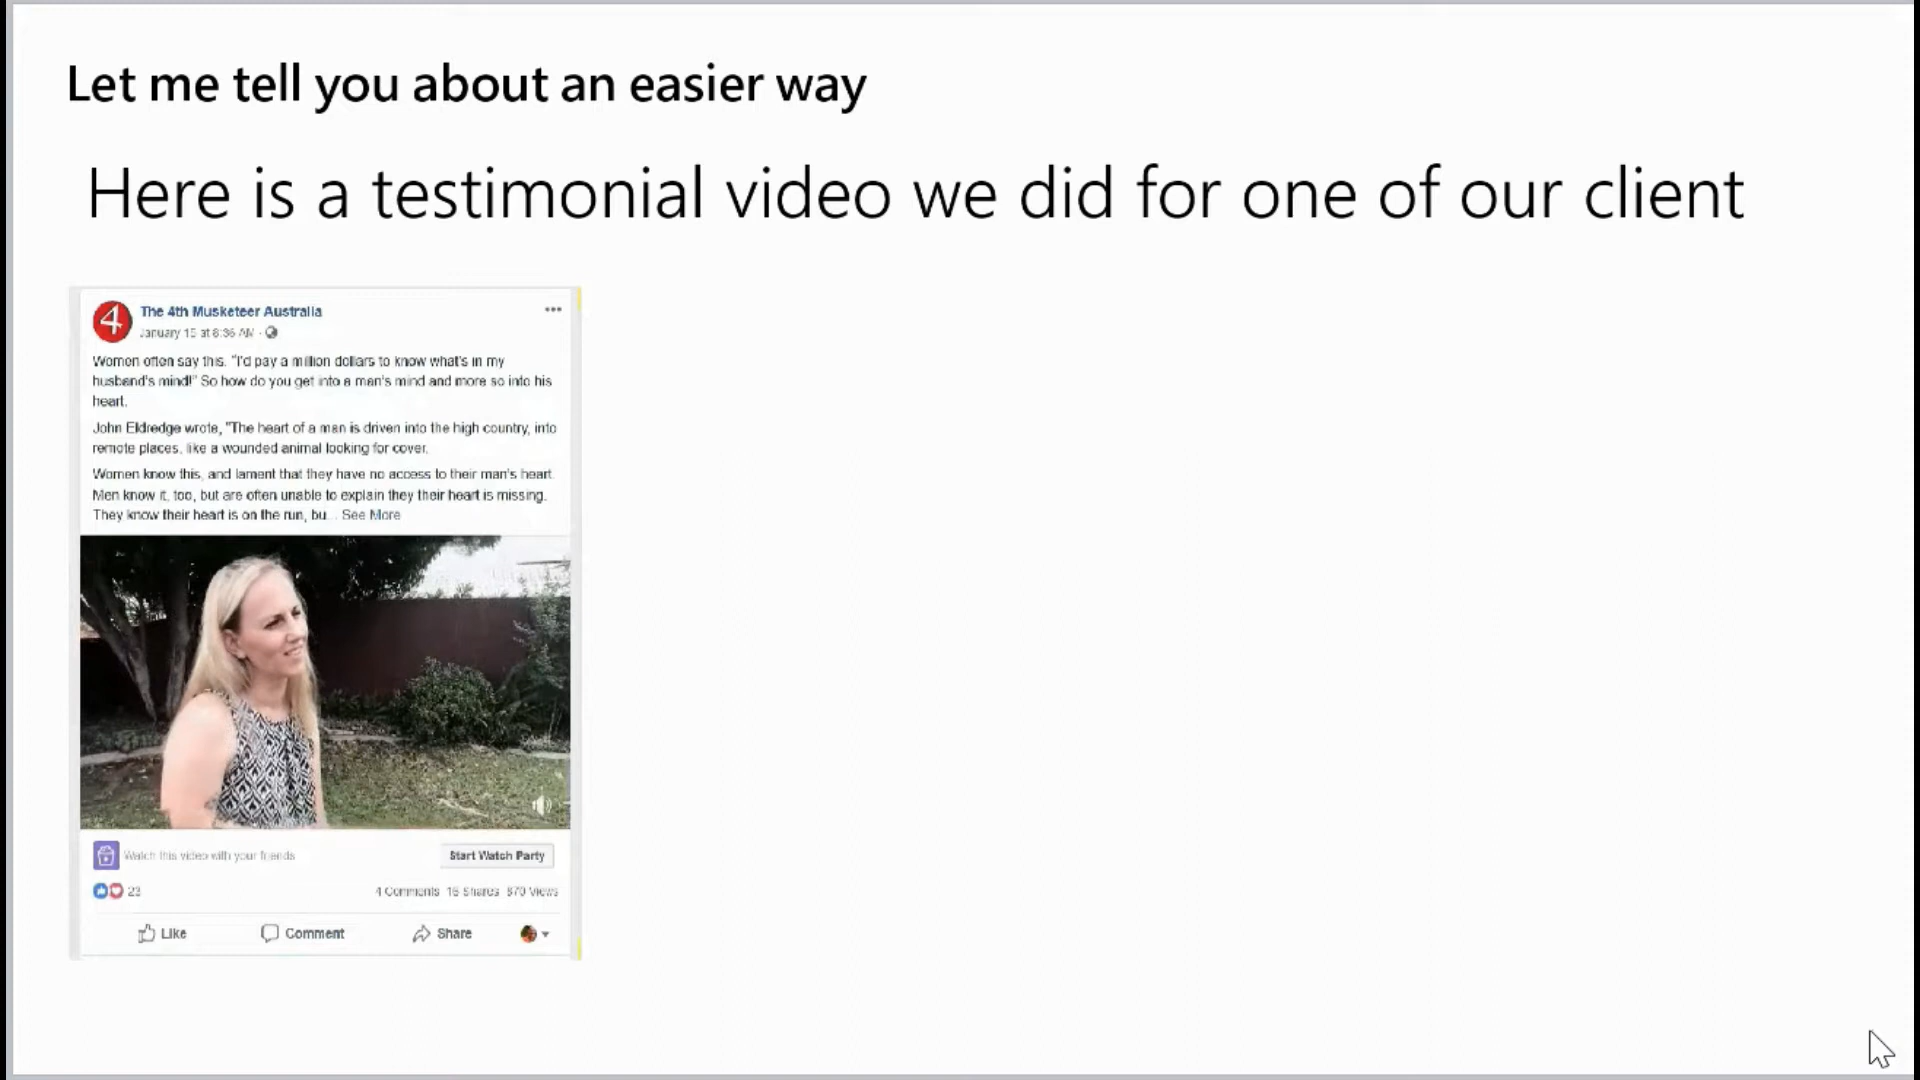 Let me tell you about an easier way
Here is a testimonial video we did for one of our client
4 The 4th Musketeer Australia
January 15 at 8:36 AM ·
Women often say this. "I'd pay a million dollars to know what's in my
husband's mind!" So how do you get into a man's mind and more so into his
heart.
John Eldredge wrote, "The heart of a man is driven into the high country, into
remote places, like a wounded animal looking for cover.
Women know this, and lament that they have no access to their man's heart.
Men know it, too, but are often unable to explain they their heart is missing.
They know their heart is on the run, bu... See More
Watch this video with your friends
Start Watch Party
23
4 Comments 16 Shares 870 Views
Like Comment Share